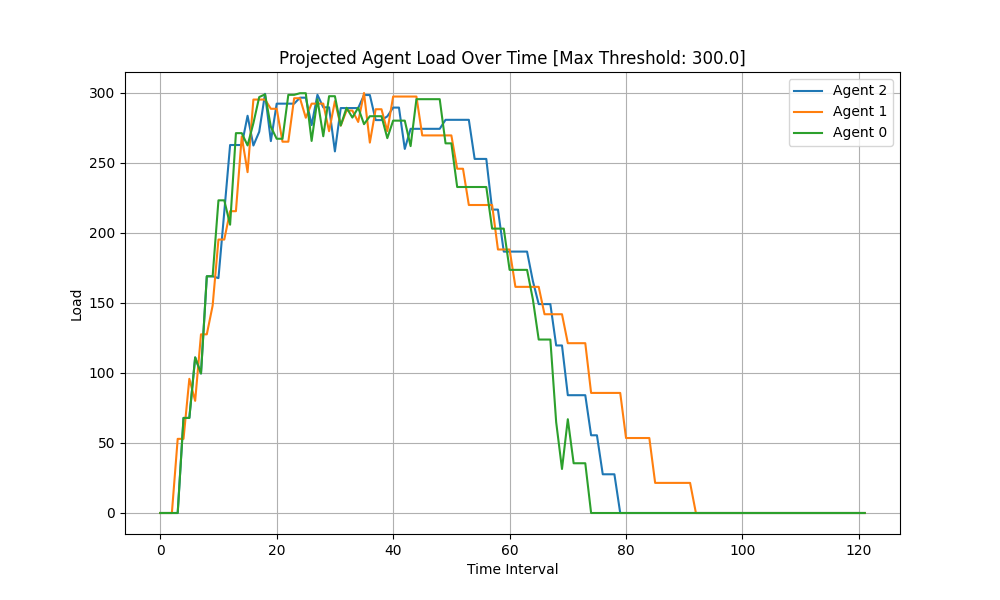 Projected Agent Load Over Time [Max Threshold: 300.0]
Agent 2
Agent 1
Agent 0
Load
300
250
200
150
100
50
0
0 20 40 60 80 100 120
Time Interval